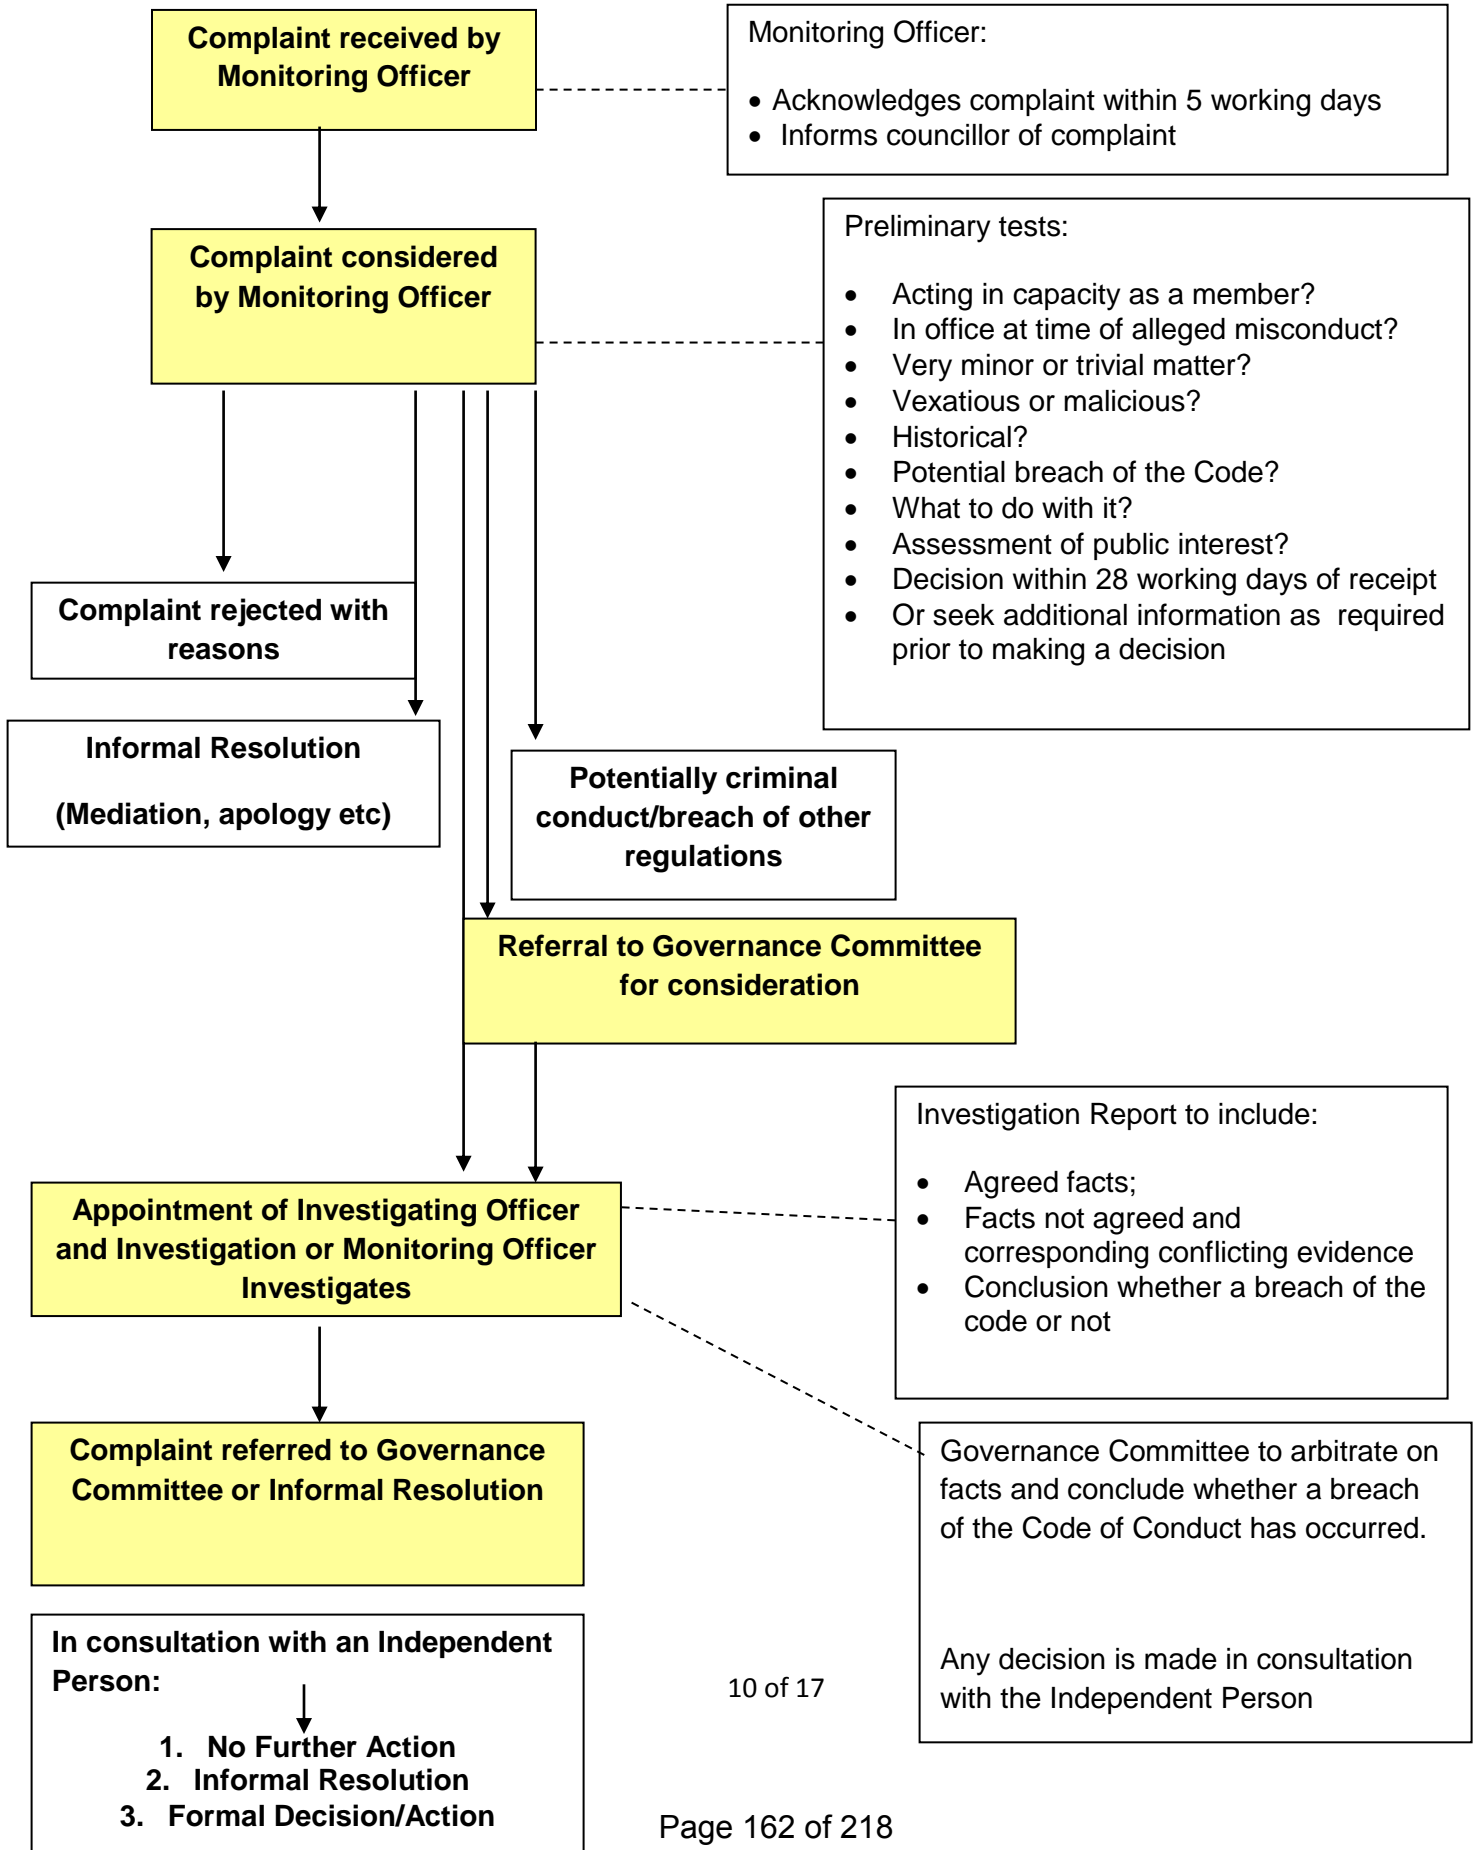 Complaint received by
Monitoring Officer
Monitoring Officer:
• Acknowledges complaint within 5 working days
• Informs councillor of complaint
Complaint considered
by Monitoring Officer
Preliminary tests:
• Acting in capacity as a member?
• In office at time of alleged misconduct?
• Very minor or trivial matter?
• Vexatious or malicious?
• Historical?
• Potential breach of the Code?
• What to do with it?
• Assessment of public interest?
• Decision within 28 working days of receipt
• Or seek additional information as required
prior to making a decision
Complaint rejected with
reasons
Informal Resolution
(Mediation, apology etc)
Potentially criminal
conduct/breach of other
regulations
Referral to Governance Committee
for consideration
Appointment of Investigating Officer
and Investigation or Monitoring Officer
Investigates
Investigation Report to include:
• Agreed facts;
• Facts not agreed and
corresponding conflicting evidence
• Conclusion whether a breach of the
code or not
Complaint referred to Governance
Committee or Informal Resolution
Governance Committee to arbitrate on
facts and conclude whether a breach
of the Code of Conduct has occurred.
Any decision is made in consultation
with the Independent Person
In consultation with an Independent
Person:
1. No Further Action
2. Informal Resolution
3. Formal Decision/Action
10 of 17
Page 162 of 218